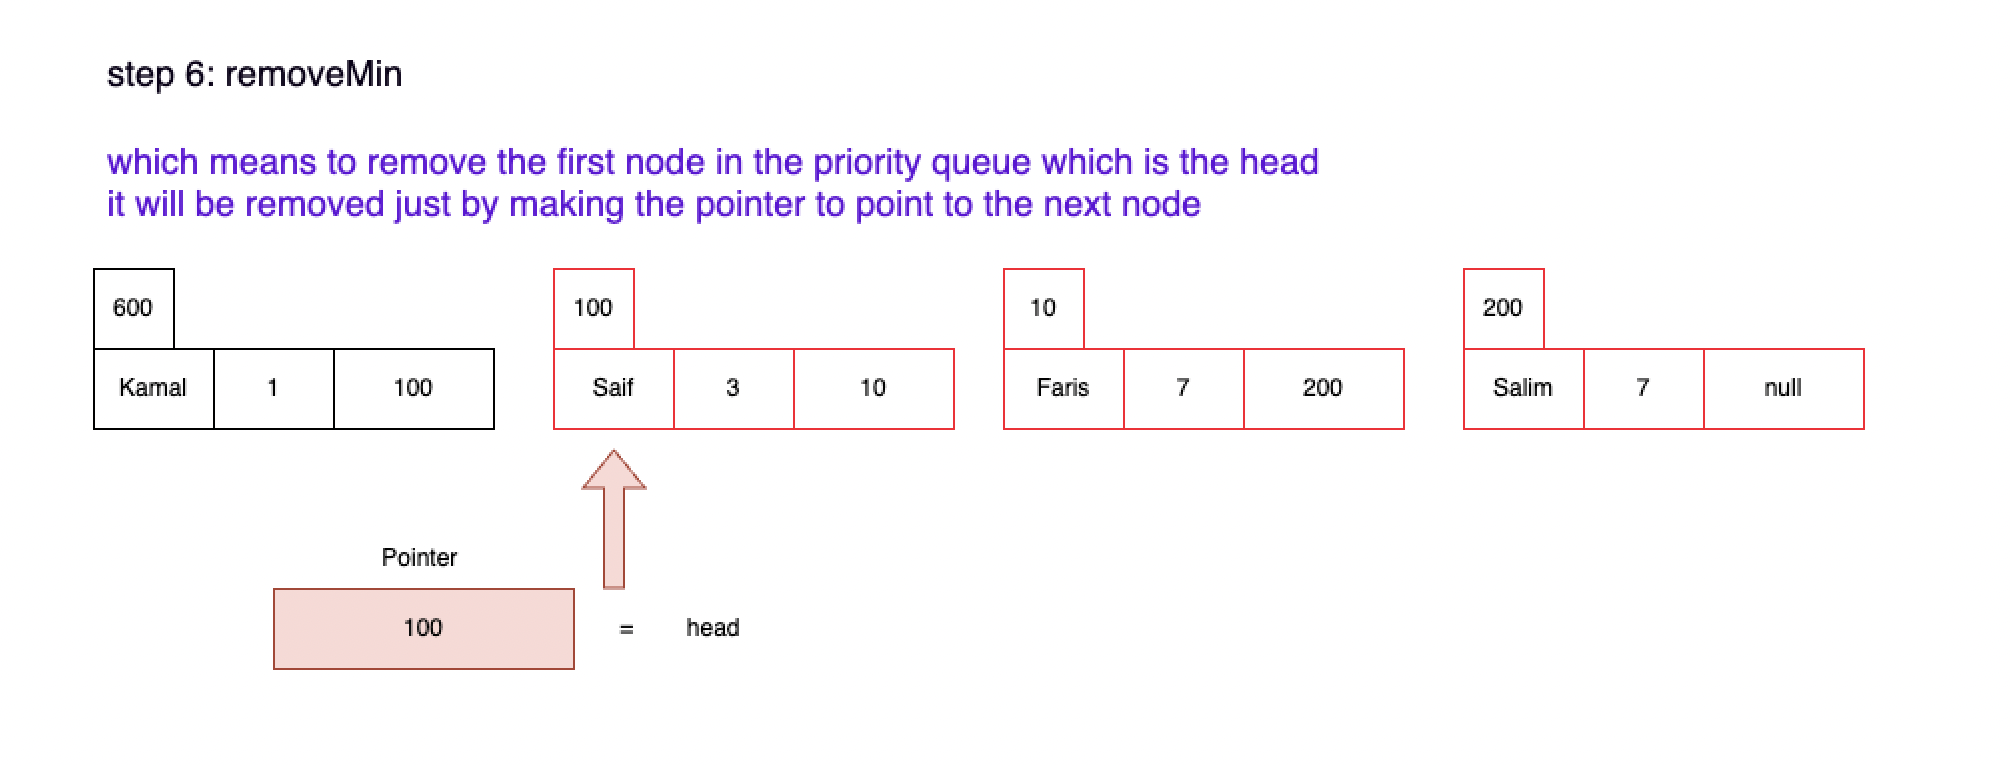 step 6: removeMin
which means to remove the first node in the priority queue which is the head
it will be removed just by making the pointer to point to the next node
600
100
10
200
Kamal 1 100
Saif 3 10
Faris 7 200
Salim 7 null
Pointer
100 = head